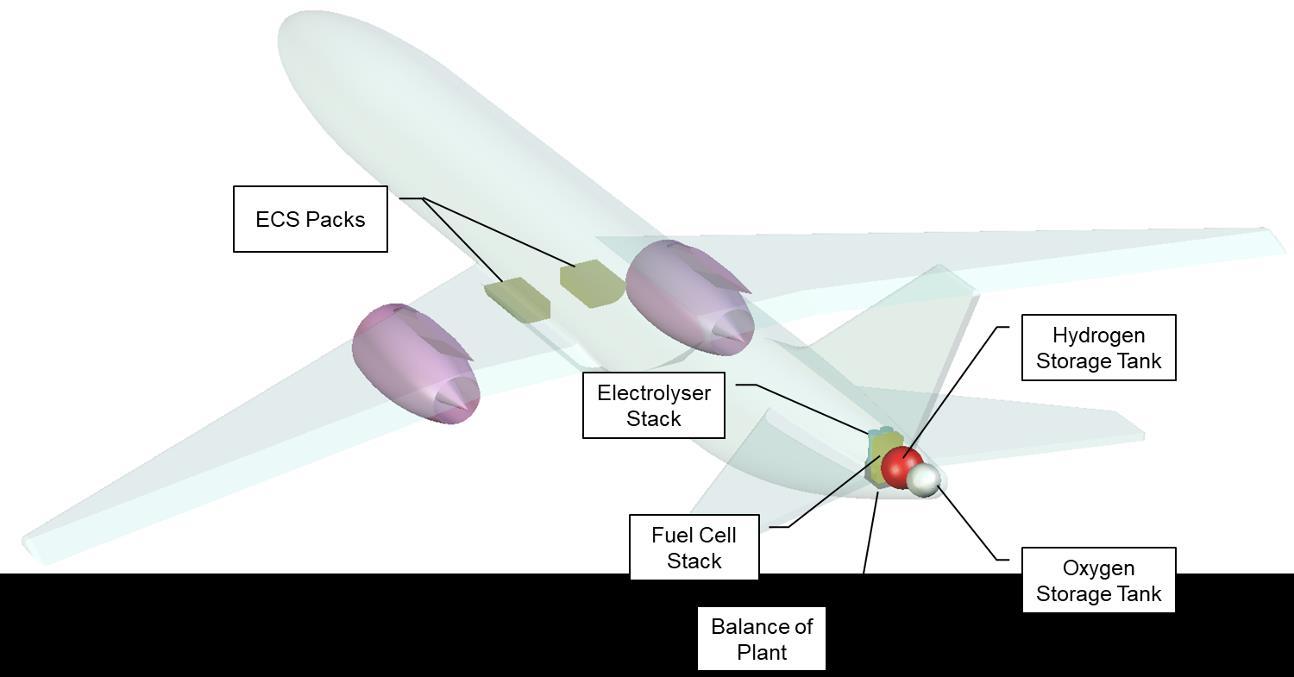 ECS Packs
Hydrogen
Storage Tank
Electrolyser
Stack
Fuel Cell
Stack
Oxygen
Storage Tank
Balance of
Plant